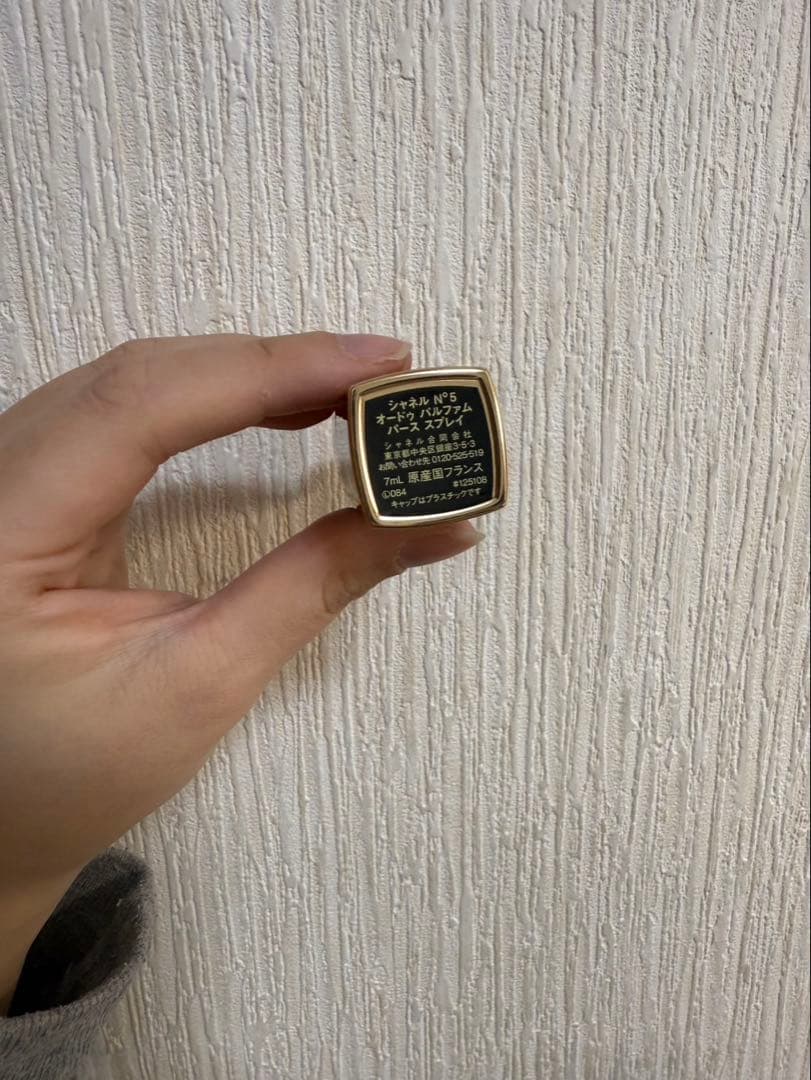 シャネル N°5
オードゥ パルファム
パース スプレイ
シャネル合同会社
東京都中央区銀座3-5-3
お問い合わせ先 0120-525-519
7mL 原産国フランス
Ⓛ084 #125108
キャップはプラスチックです